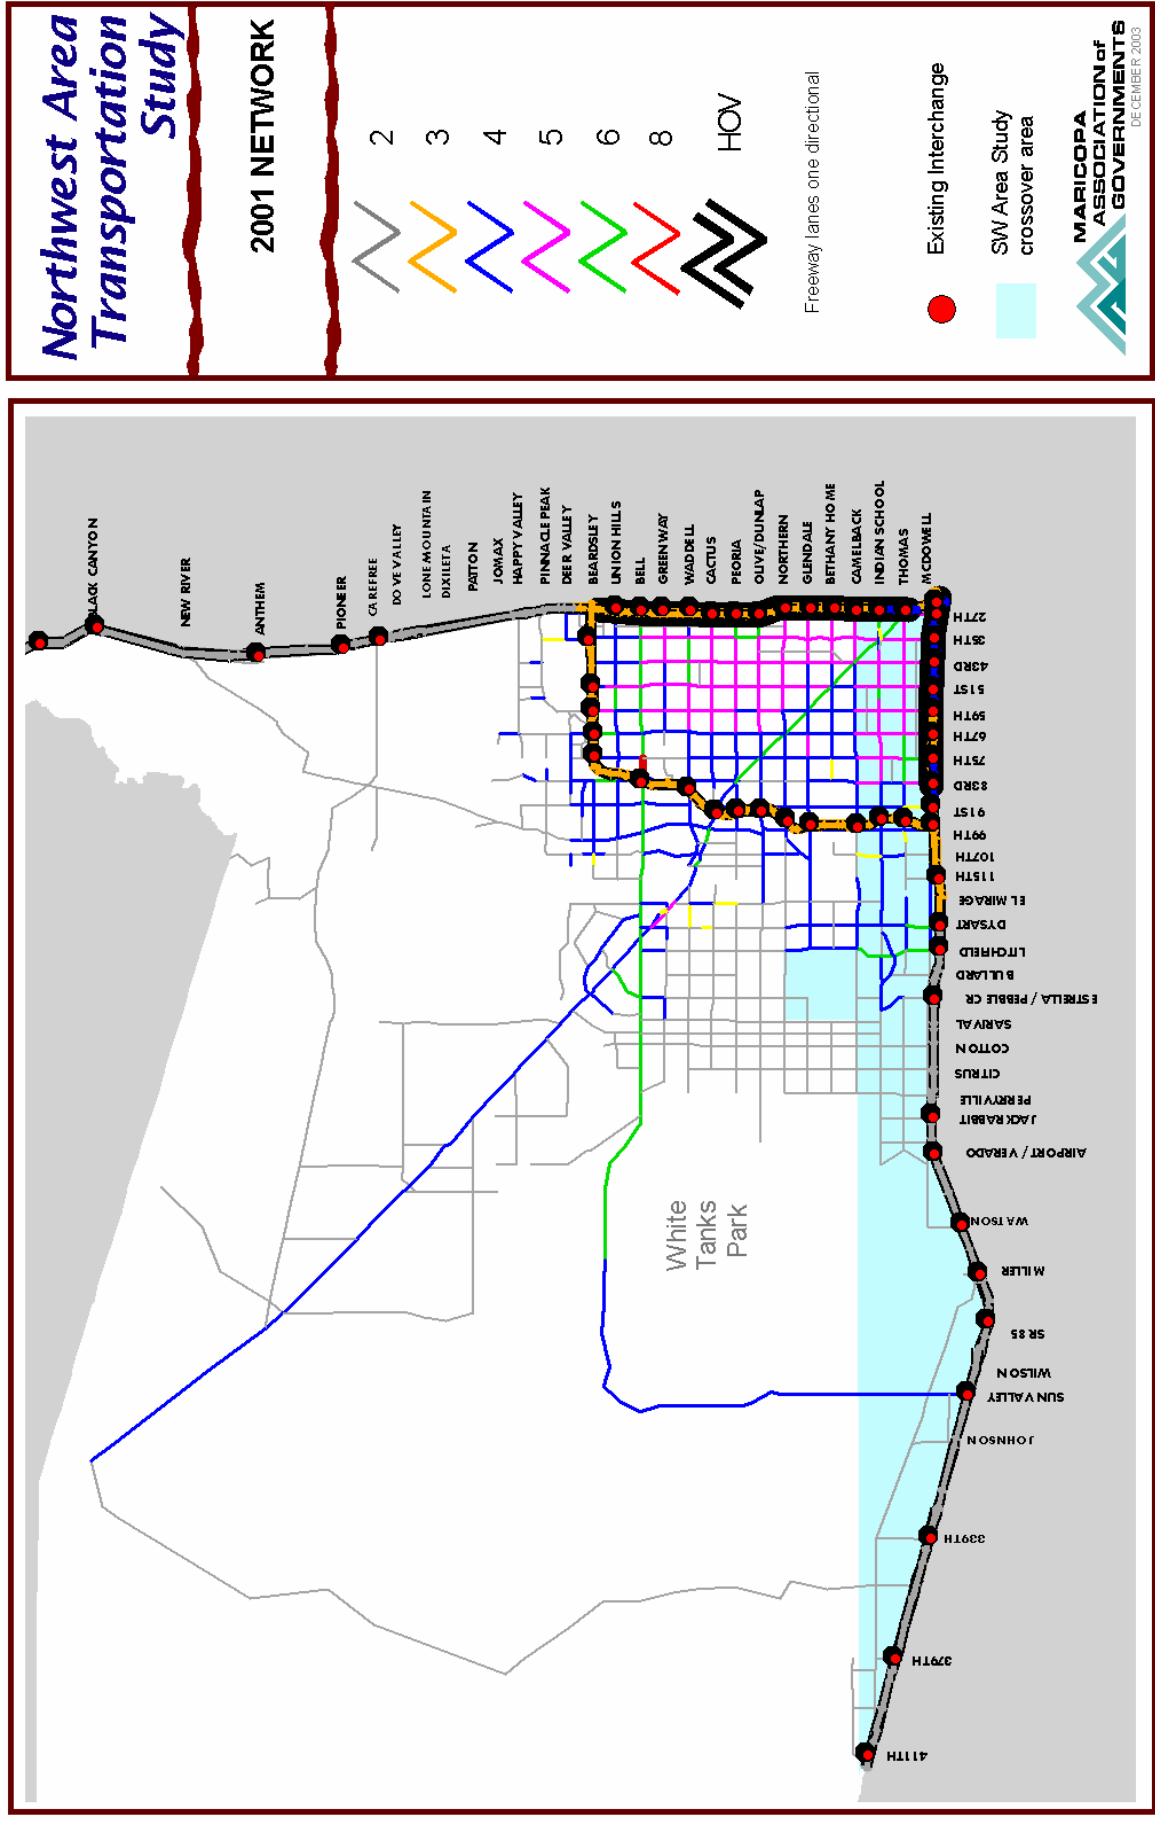 Northwest Area
Transportation
Study
2001 NETWORK
2
3
4
5
6
8
HOV
Freeway lanes one directional
Existing Interchange
SW Area Study
crossover area
MARICOPA
ASSOCIATION of
GOVERNMENTS
DECEMBER 2003
BLACK CANYON
NEW RIVER
ANTHEM
PIONEER
CAREFREE
DOVE VALLEY
LONE MOUNTAIN
DIXILETA
PATTON
JOMAX
HAPPY VALLEY
PINNACLE PEAK
DEER VALLEY
BEARDSLEY
UNION HILLS
BELL
GREENWAY
WADDELL
CACTUS
PEORIA
OLIVE/DUNLAP
NORTHERN
GLENDALE
BETHANY HOME
CAMELBACK
INDIAN SCHOOL
THOMAS
MCDOWELL
27TH
35TH
43RD
51ST
59TH
67TH
75TH
83RD
91ST
99TH
107TH
115TH
EL MIRAGE
DYSART
LITCHFIELD
BULLARD
ESTRELLA / PEBBLE CR
SARIVAL
COTTON
CITRUS
PERRYVILLE
JACKRABBIT
AIRPORT / VERADO
WATSON
MILLER
SR 85
WILSON
SUN VALLEY
JOHNSON
339TH
379TH
411TH
White
Tanks
Park